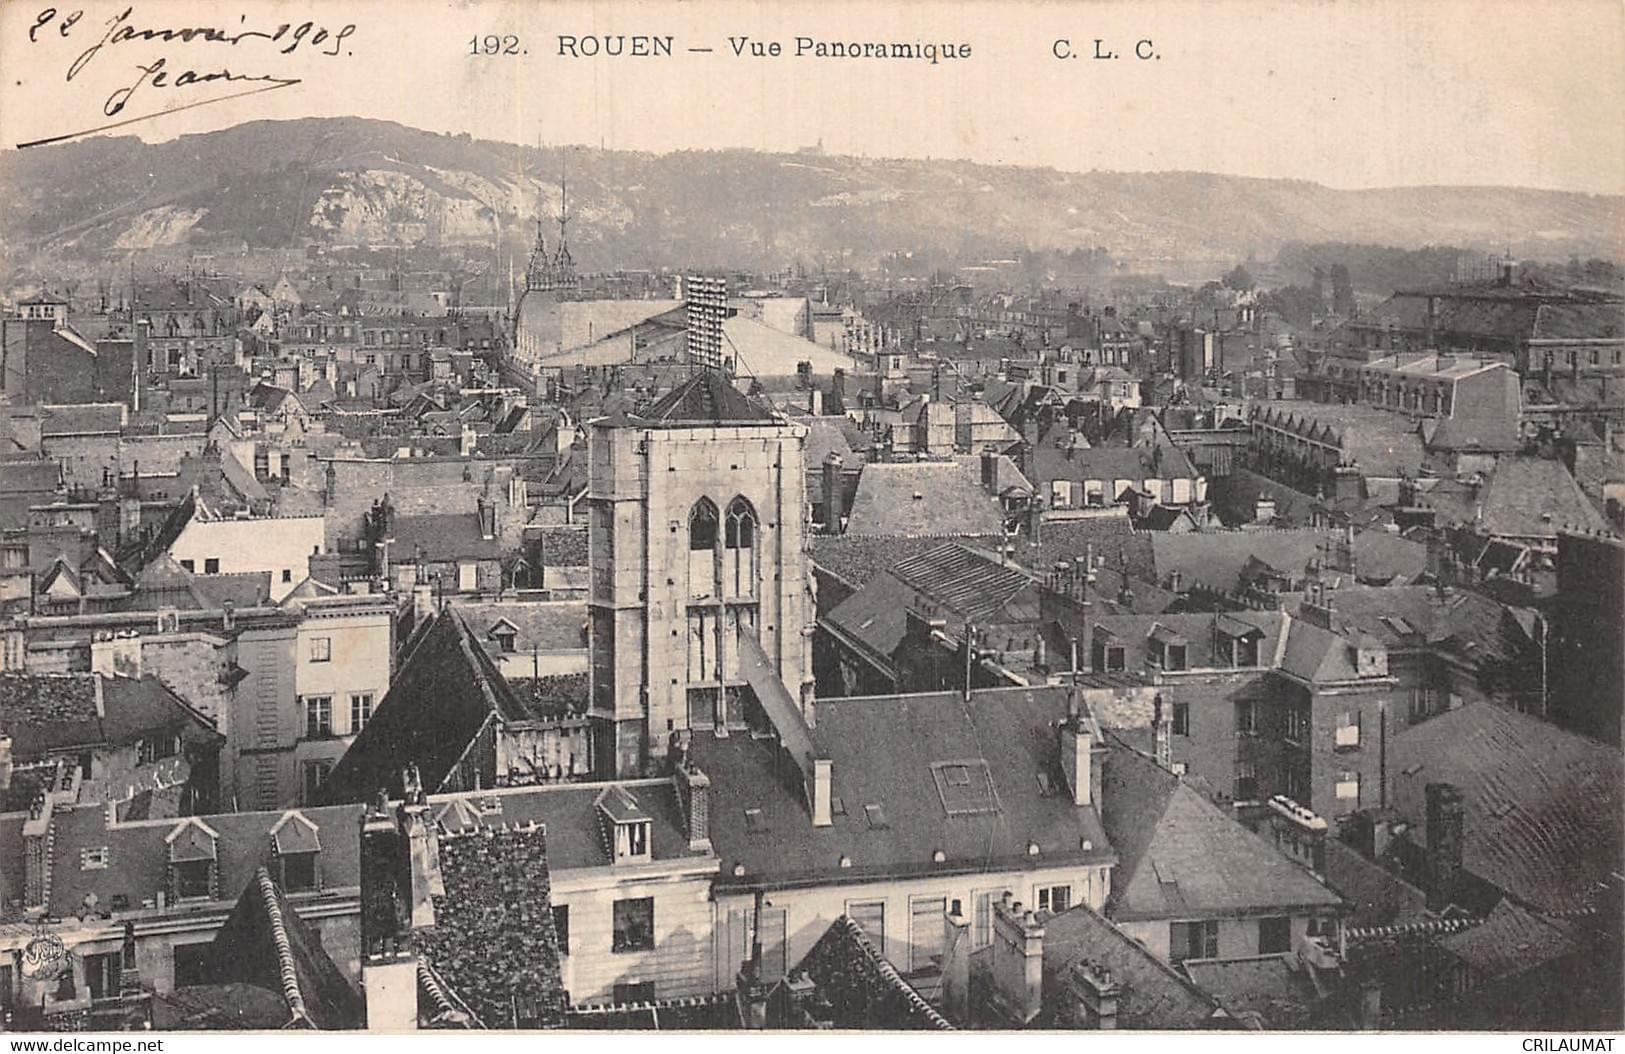 22 Janvier 1905.
Jeanne
192. ROUEN — Vue Panoramique C. L. C.
www.delcampe.net
CRILAUMAT